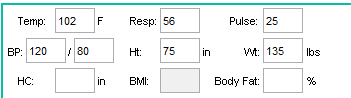 Temp: 102 F Resp: 56 Pulse: 25
BP: 120 / 80 Ht: 75 in Wt: 135 lbs
HC: in BMI: Body Fat: %